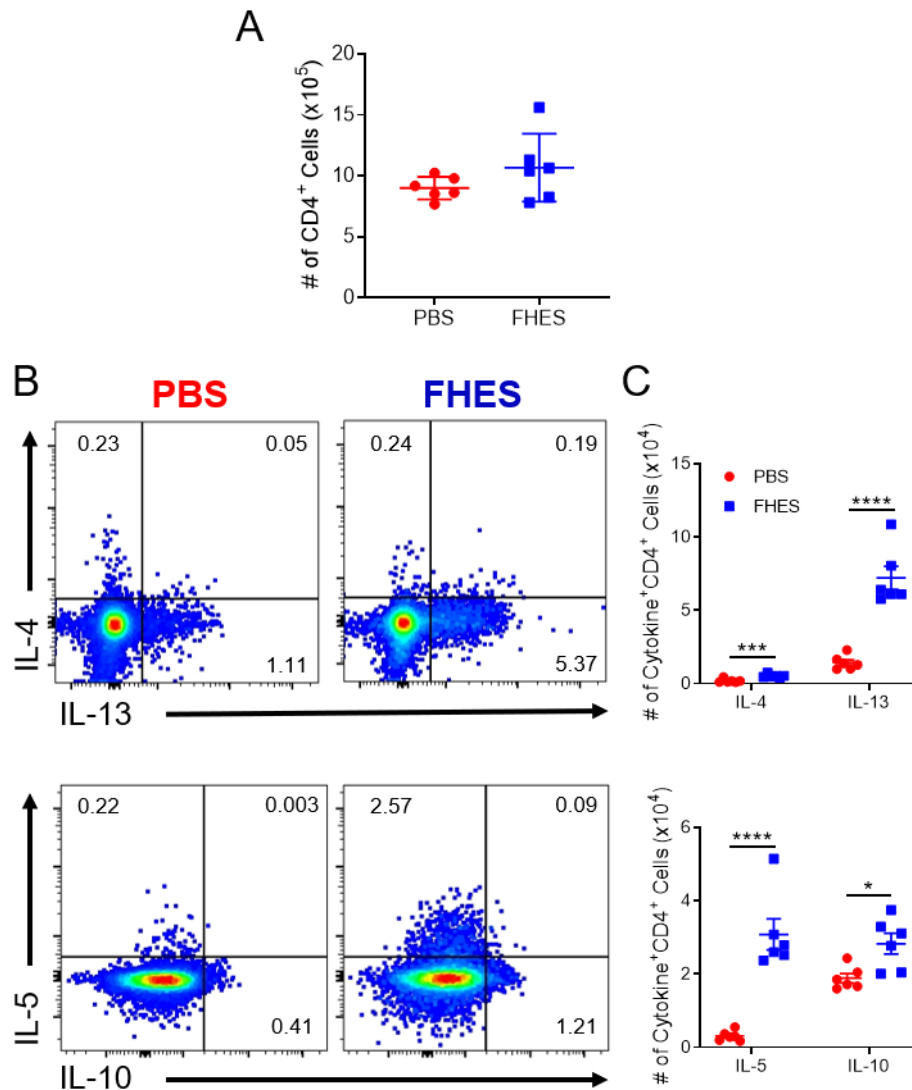 A
# of CD4+ Cells (x10⁵)
20
15
10
5
0
PBS
FHES
B
PBS
FHES
0.23
0.05
1.11
0.24
0.19
5.37
IL-4
IL-13
0.22
0.003
0.41
2.57
0.09
1.21
IL-5
IL-10
C
# of Cytokine⁺CD4⁺ Cells (x10⁴)
15
10
5
0
PBS
FHES
***
****
IL-4
IL-13
# of Cytokine⁺CD4⁺ Cells (x10⁴)
6
4
2
0
****
*
IL-5
IL-10